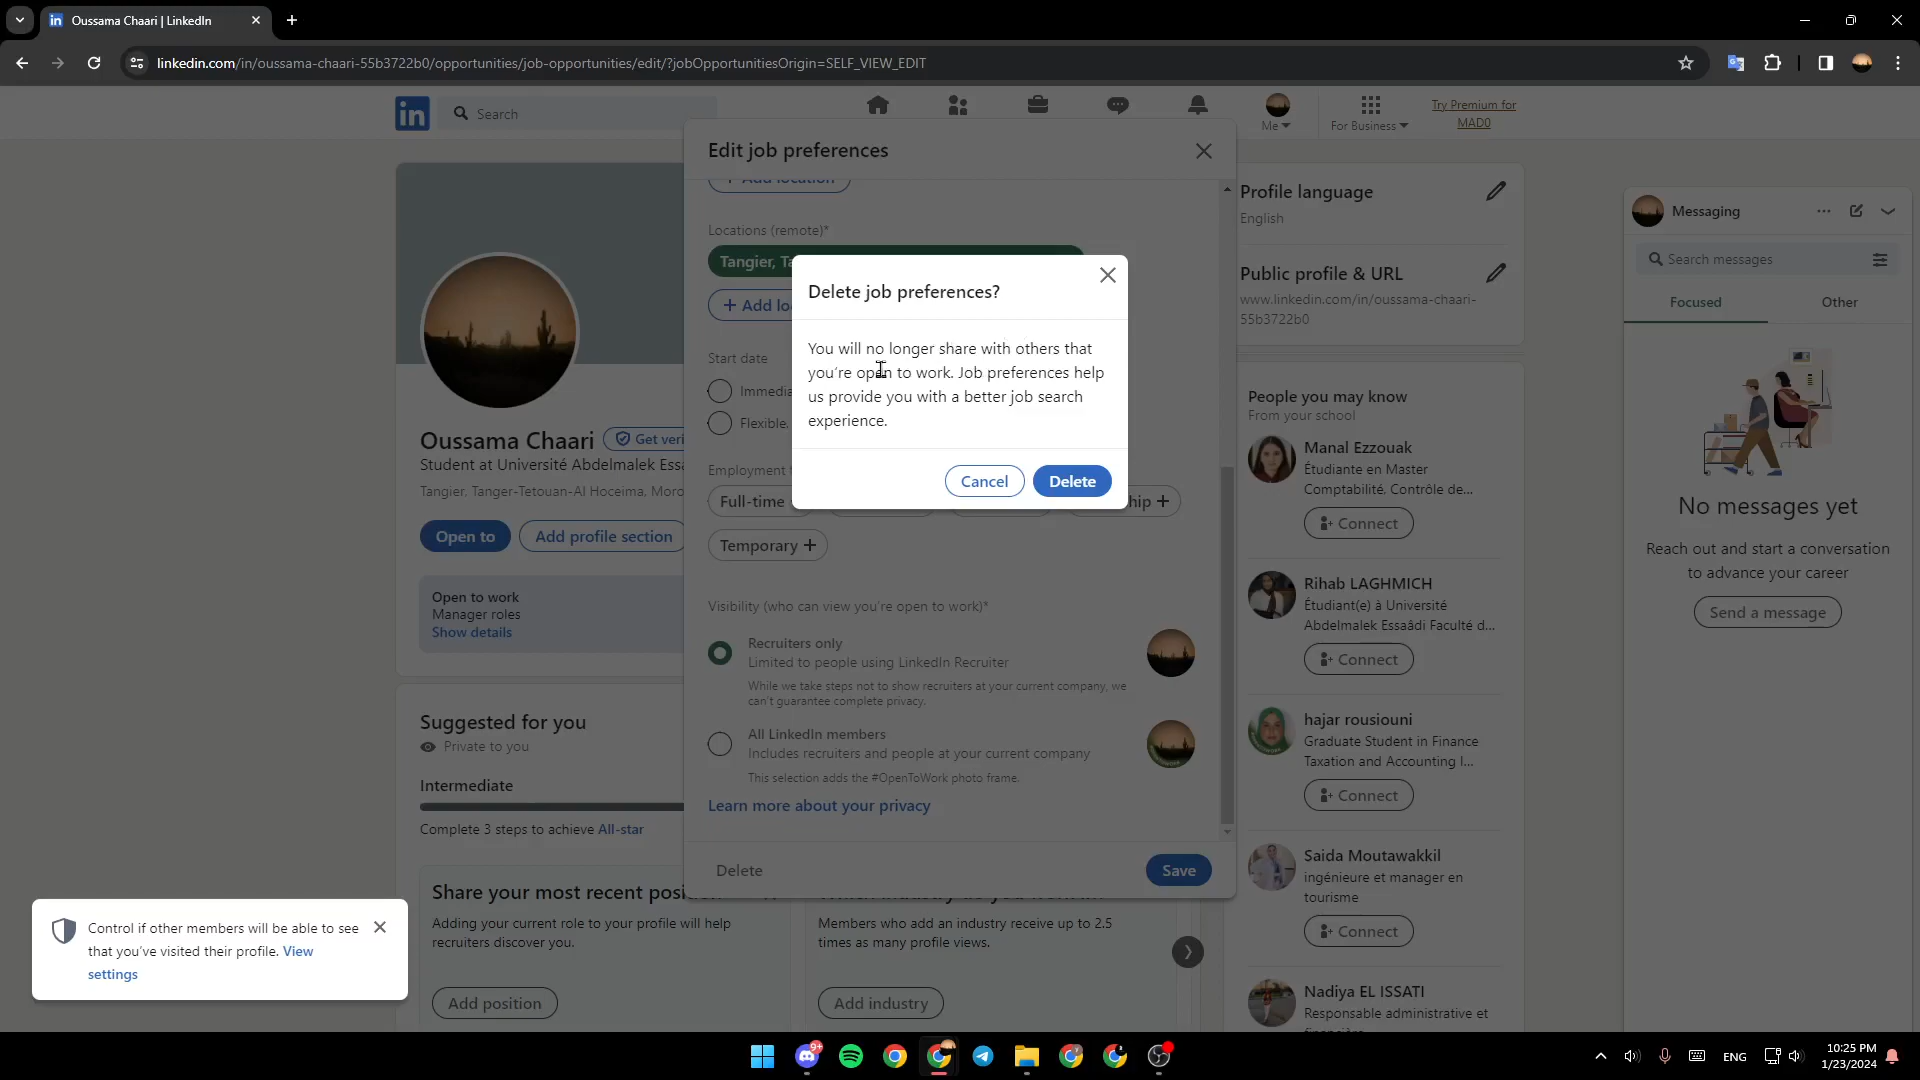 Oussama Chaari | LinkedIn
linkedin.com/in/oussama-chaari-55b3722b0/opportunities/job-opportunities/edit/?jobOpportunitiesOrigin=SELF_VIEW_EDIT
in
Search
Me
For Business
Try Premium for
MAD0
Edit job preferences
+ Add location
Locations (remote)*
Tangier, Ta
+ Add lo
Start date
Immedia
Flexible,
Employment
Full-time
hip +
Temporary +
Visibility (who can view you're open to work)*
Recruiters only
Limited to people using LinkedIn Recruiter
While we take steps not to show recruiters at your current company, we
can't guarantee complete privacy.
All LinkedIn members
Includes recruiters and people at your current company
This selection adds the #OpenToWork photo frame.
Learn more about your privacy
Delete
Save
Delete job preferences?
You will no longer share with others that
you're open to work. Job preferences help
us provide you with a better job search
experience.
Cancel
Delete
Oussama Chaari
Get veri
Student at Université Abdelmalek Essa
Tangier, Tanger-Tetouan-Al Hoceima, Moro
Open to
Add profile section
Open to work
Manager roles
Show details
Suggested for you
Private to you
Intermediate
Complete 3 steps to achieve All-star
Share your most recent posi
Adding your current role to your profile will help
recruiters discover you.
Add position
Members who add an industry receive up to 2.5
times as many profile views.
Add industry
Control if other members will be able to see
that you've visited their profile. View
settings
Profile language
English
Public profile & URL
www.linkedin.com/in/oussama-chaari-
55b3722b0
People you may know
From your school
Manal Ezzouak
Étudiante en Master
Comptabilité, Contrôle de...
Connect
Rihab LAGHMICH
Étudiant(e) à Université
Abdelmalek Essaâdi Faculté d...
Connect
hajar rousiouni
Graduate Student in Finance
Taxation and Accounting I...
Connect
Saida Moutawakkil
ingénieure et manager en
tourisme
Connect
Nadiya EL ISSATI
Responsable administrative et
Messaging
Search messages
Focused
Other
No messages yet
Reach out and start a conversation
to advance your career
Send a message
9+
ENG
10:25 PM
1/23/2024